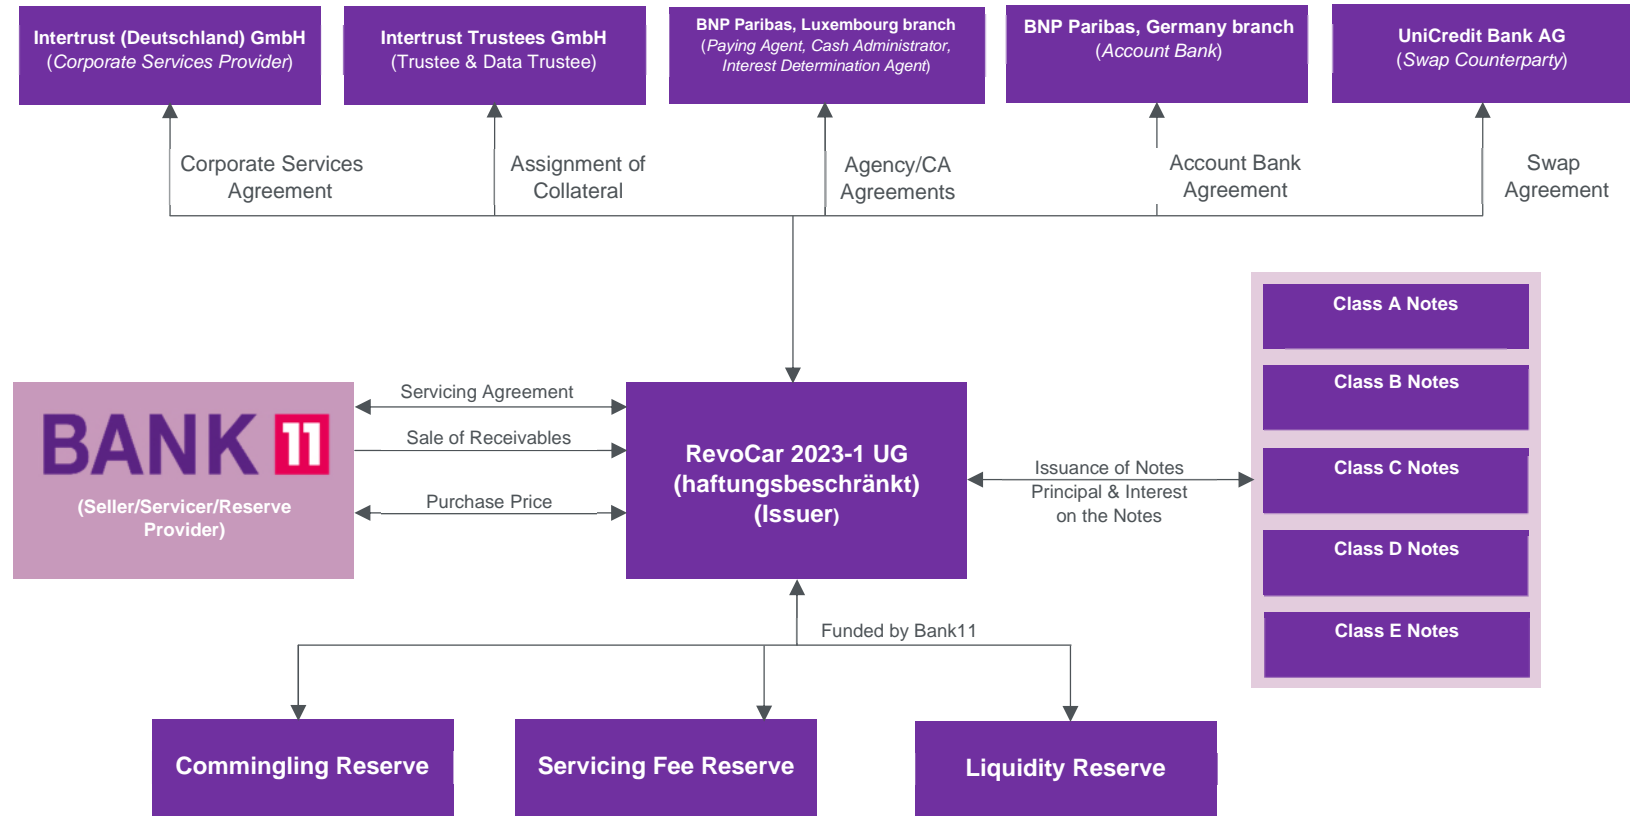 Intertrust (Deutschland) GmbH
(Corporate Services Provider)
Intertrust Trustees GmbH
(Trustee & Data Trustee)
BNP Paribas, Luxembourg branch
(Paying Agent, Cash Administrator,
Interest Determination Agent)
BNP Paribas, Germany branch
(Account Bank)
UniCredit Bank AG
(Swap Counterparty)
Corporate Services
Agreement
Assignment of
Collateral
Agency/CA
Agreements
Account Bank
Agreement
Swap
Agreement
BANK 11
(Seller/Servicer/Reserve
Provider)
Servicing Agreement
Sale of Receivables
Purchase Price
RevoCar 2023-1 UG
(haftungsbeschränkt)
(Issuer)
Issuance of Notes
Principal & Interest
on the Notes
Class A Notes
Class B Notes
Class C Notes
Class D Notes
Class E Notes
Funded by Bank11
Commingling Reserve
Servicing Fee Reserve
Liquidity Reserve